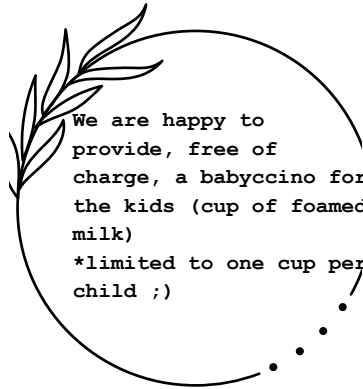 We are happy to
provide, free of
charge, a babyccino for
the kids (cup of foamed
milk)
*limited to one cup per
child ;)